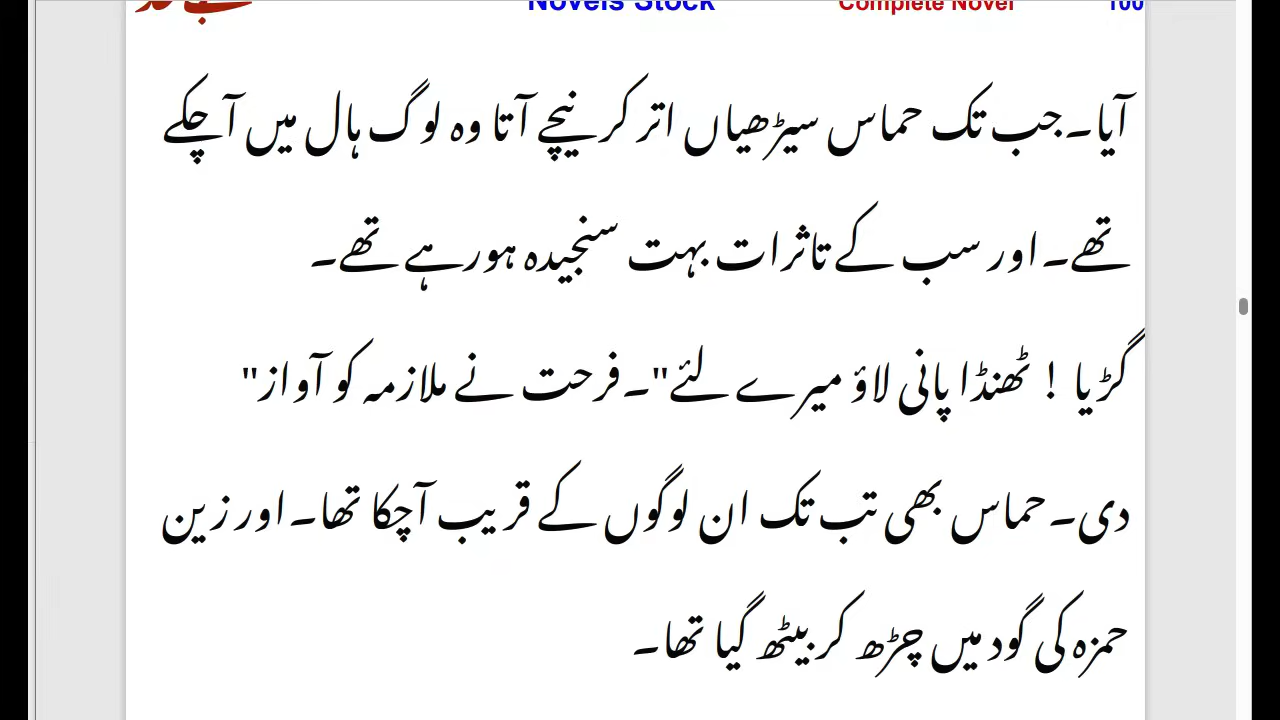 Novels Stock Complete Novel 100
آیا۔جب تک حماس سیڑھیاں اتر کر نیچے آتا وہ لوگ ہال میں آچکے
تھے۔اور سب کے تاثرات بہت سنجیدہ ہورہے تھے۔
گڑیا ! ٹھنڈا پانی لاؤ میرے لئے"۔فرحت نے ملازمہ کو آواز"
دی۔حماس بھی تب تک ان لوگوں کے قریب آچکا تھا۔اور زین
حمزہ کی گود میں چڑھ کر بیٹھ گیا تھا۔